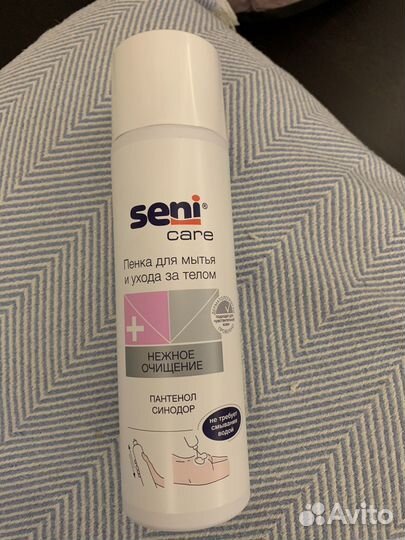 seni®
care
Пенка для мытья
и ухода за телом
НЕЖНОЕ
ОЧИЩЕНИЕ
ПАНТЕНОЛ
СИНОДОР
не требует
смывания
водой
Avito